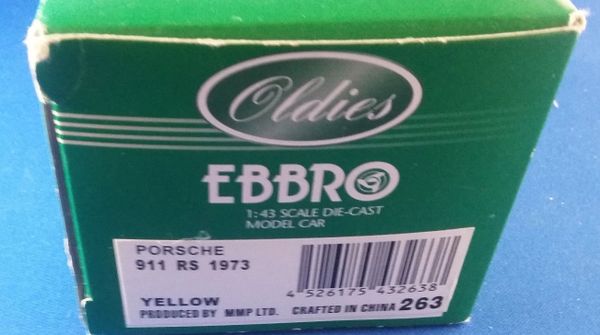 Oldies
EBBRO
1:43 SCALE DIE-CAST
MODEL CAR
PORSCHE
911 RS 1973
4 526175 432638
YELLOW
PRODUCED BY MMP LTD. CRAFTED IN CHINA 263